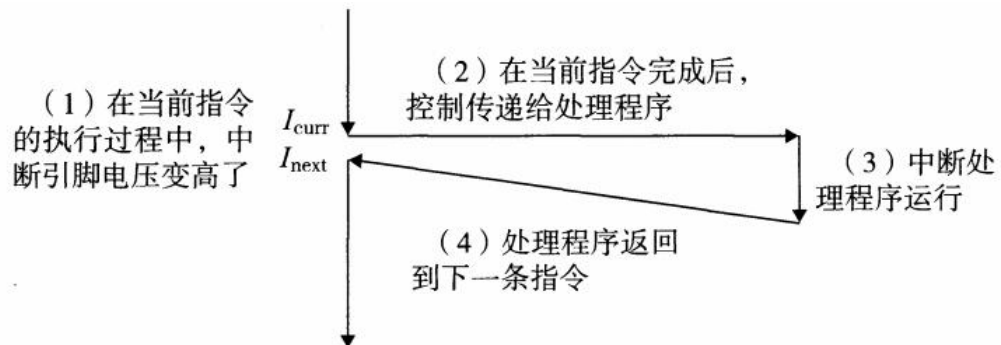 （1）在当前指令
的执行过程中，中
断引脚电压变高了
I_curr
I_next
（2）在当前指令完成后，
控制传递给处理程序
（3）中断处
理程序运行
（4）处理程序返回
到下一条指令